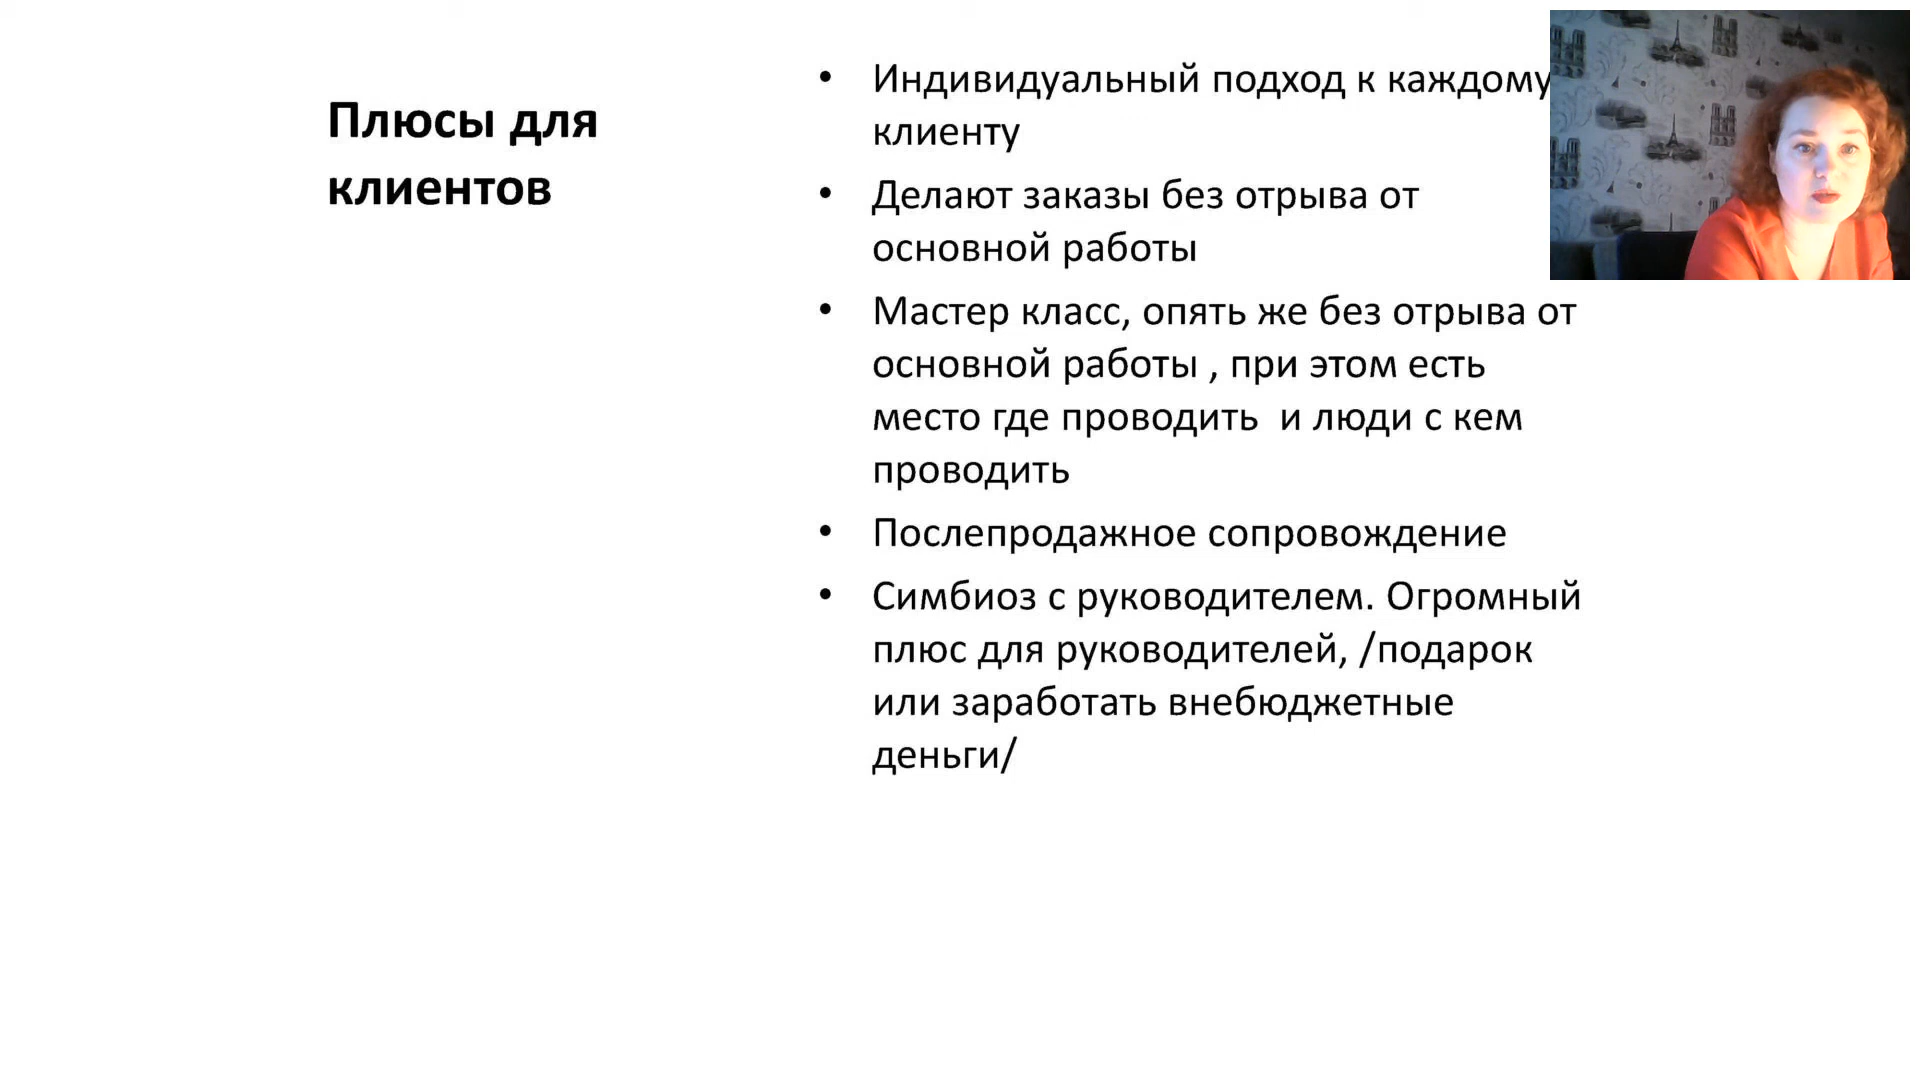 Плюсы для
клиентов
• Индивидуальный подход к каждому
клиенту
• Делают заказы без отрыва от
основной работы
• Мастер класс, опять же без отрыва от
основной работы , при этом есть
место где проводить  и люди с кем
проводить
• Послепродажное сопровождение
• Симбиоз с руководителем. Огромный
плюс для руководителей, /подарок
или заработать внебюджетные
деньги/